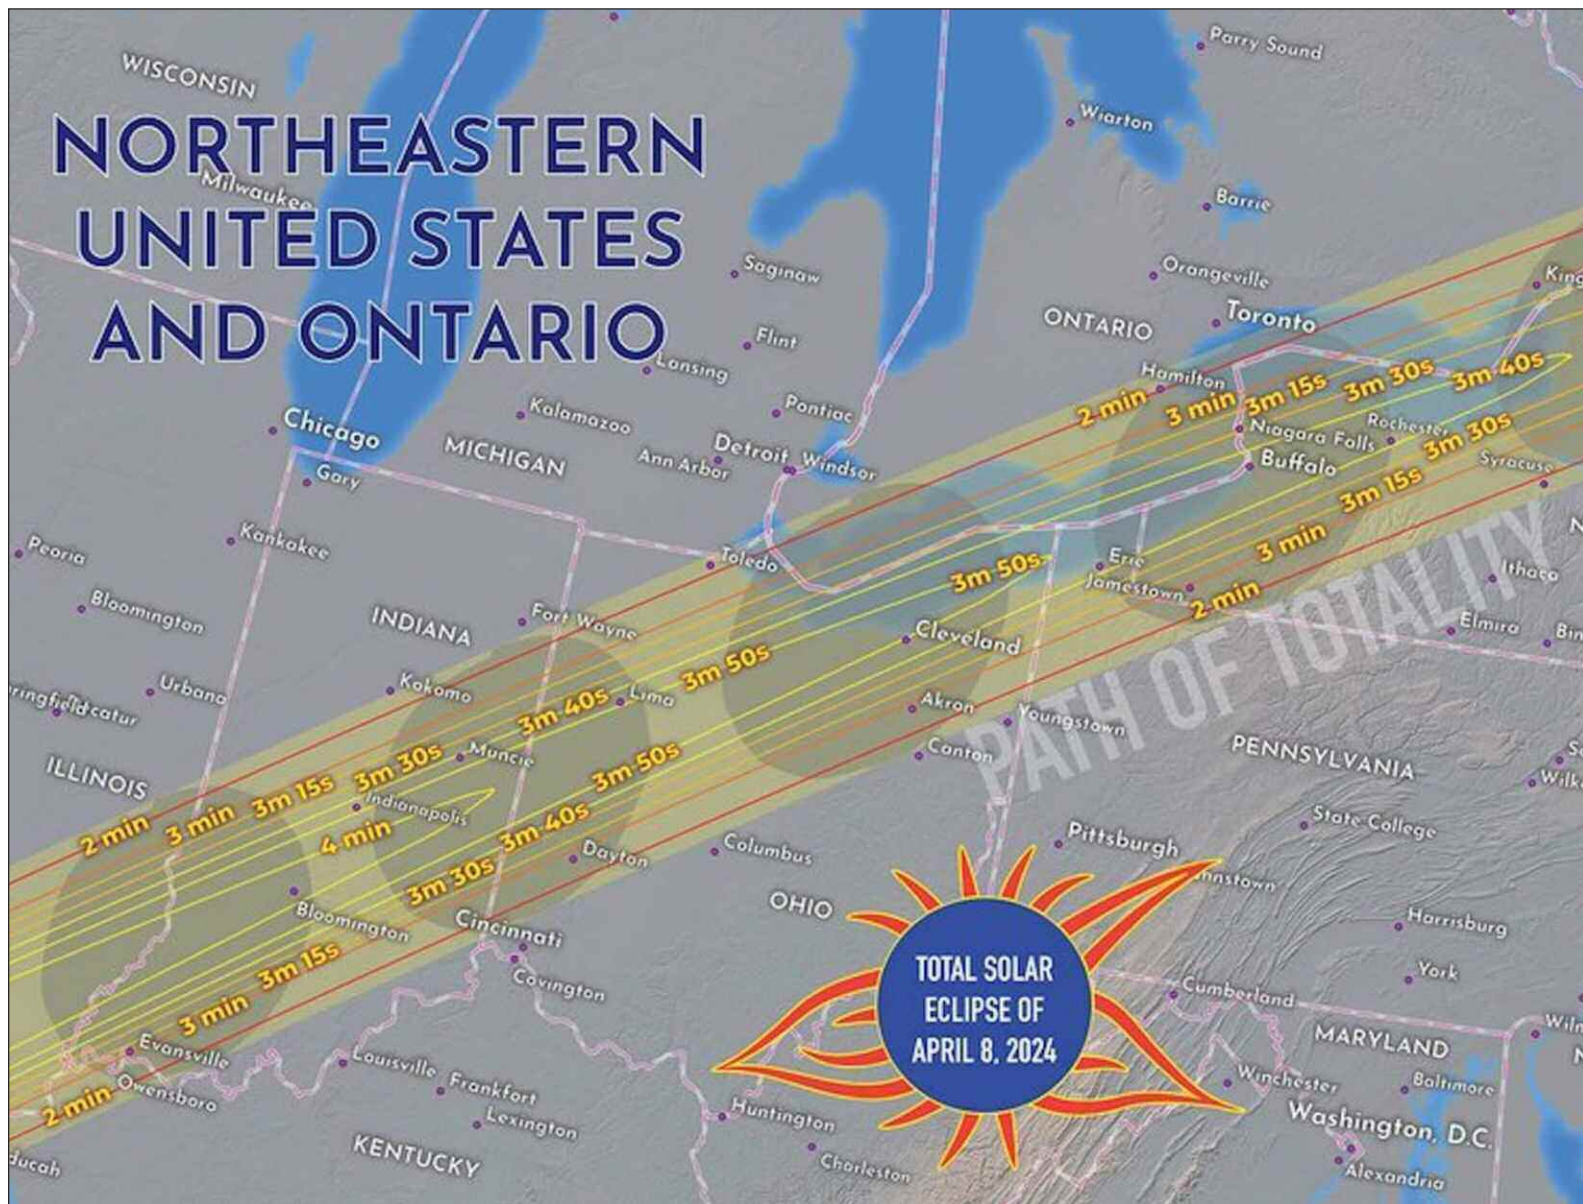 Parry Sound
WISCONSIN
Wiarton
NORTHEASTERN
Milwaukee
Barrie
UNITED STATES
Saginaw
Orangeville
King
AND ONTARIO
ONTARIO
Toronto
Flint
Lansing
Hamilton
3m 30s
3m 40s
2 min
3 min
3m 15s
Kalamazoo
Pontiac
Chicago
MICHIGAN
Detroit
Windsor
Ann Arbor
Niagara Falls
Rochester
3m 30s
Buffalo
Syracuse
Gary
3m 15s
Kankakee
3 min
Peoria
Toledo
3m 50s
Erie
Jamestown
2 min
Ithaca
Bloomington
INDIANA
Fort Wayne
Cleveland
Elmira
Bin
PATH OF TOTALITY
Urbana
Kokomo
3m 40s
Lima
3m 50s
Akron
Youngstown
Decatur
ILLINOIS
3m 30s
Muncie
3m 50s
Canton
PENNSYLVANIA
2 min
3 min
3m 15s
Indianapolis
4 min
3m 40s
State College
Dayton
Columbus
Pittsburgh
3m 30s
nnstown
Bloomington
Cincinnati
OHIO
Harrisburg
3m 15s
Covington
York
TOTAL SOLAR
ECLIPSE OF
APRIL 8, 2024
Cumberland
3 min
MARYLAND
Wilm
Evansville
Louisville
Frankfort
Winchester
Baltimore
2 min
Owensboro
Lexington
Huntington
Washington, D.C.
KENTUCKY
Charleston
Alexandria
ducah